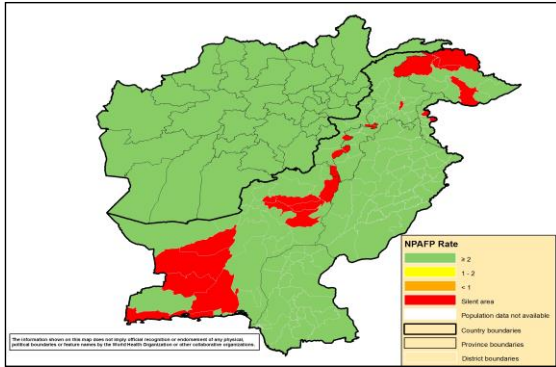 NPAFP Rate
≥ 2
1 - 2
< 1
Silent area
Population data not available
Country boundaries
Province boundaries
District boundaries
The information shown on this map does not imply official recognition or endorsement of any physical,
political boundaries or feature names by the World Health Organization or other collaborative organizations.